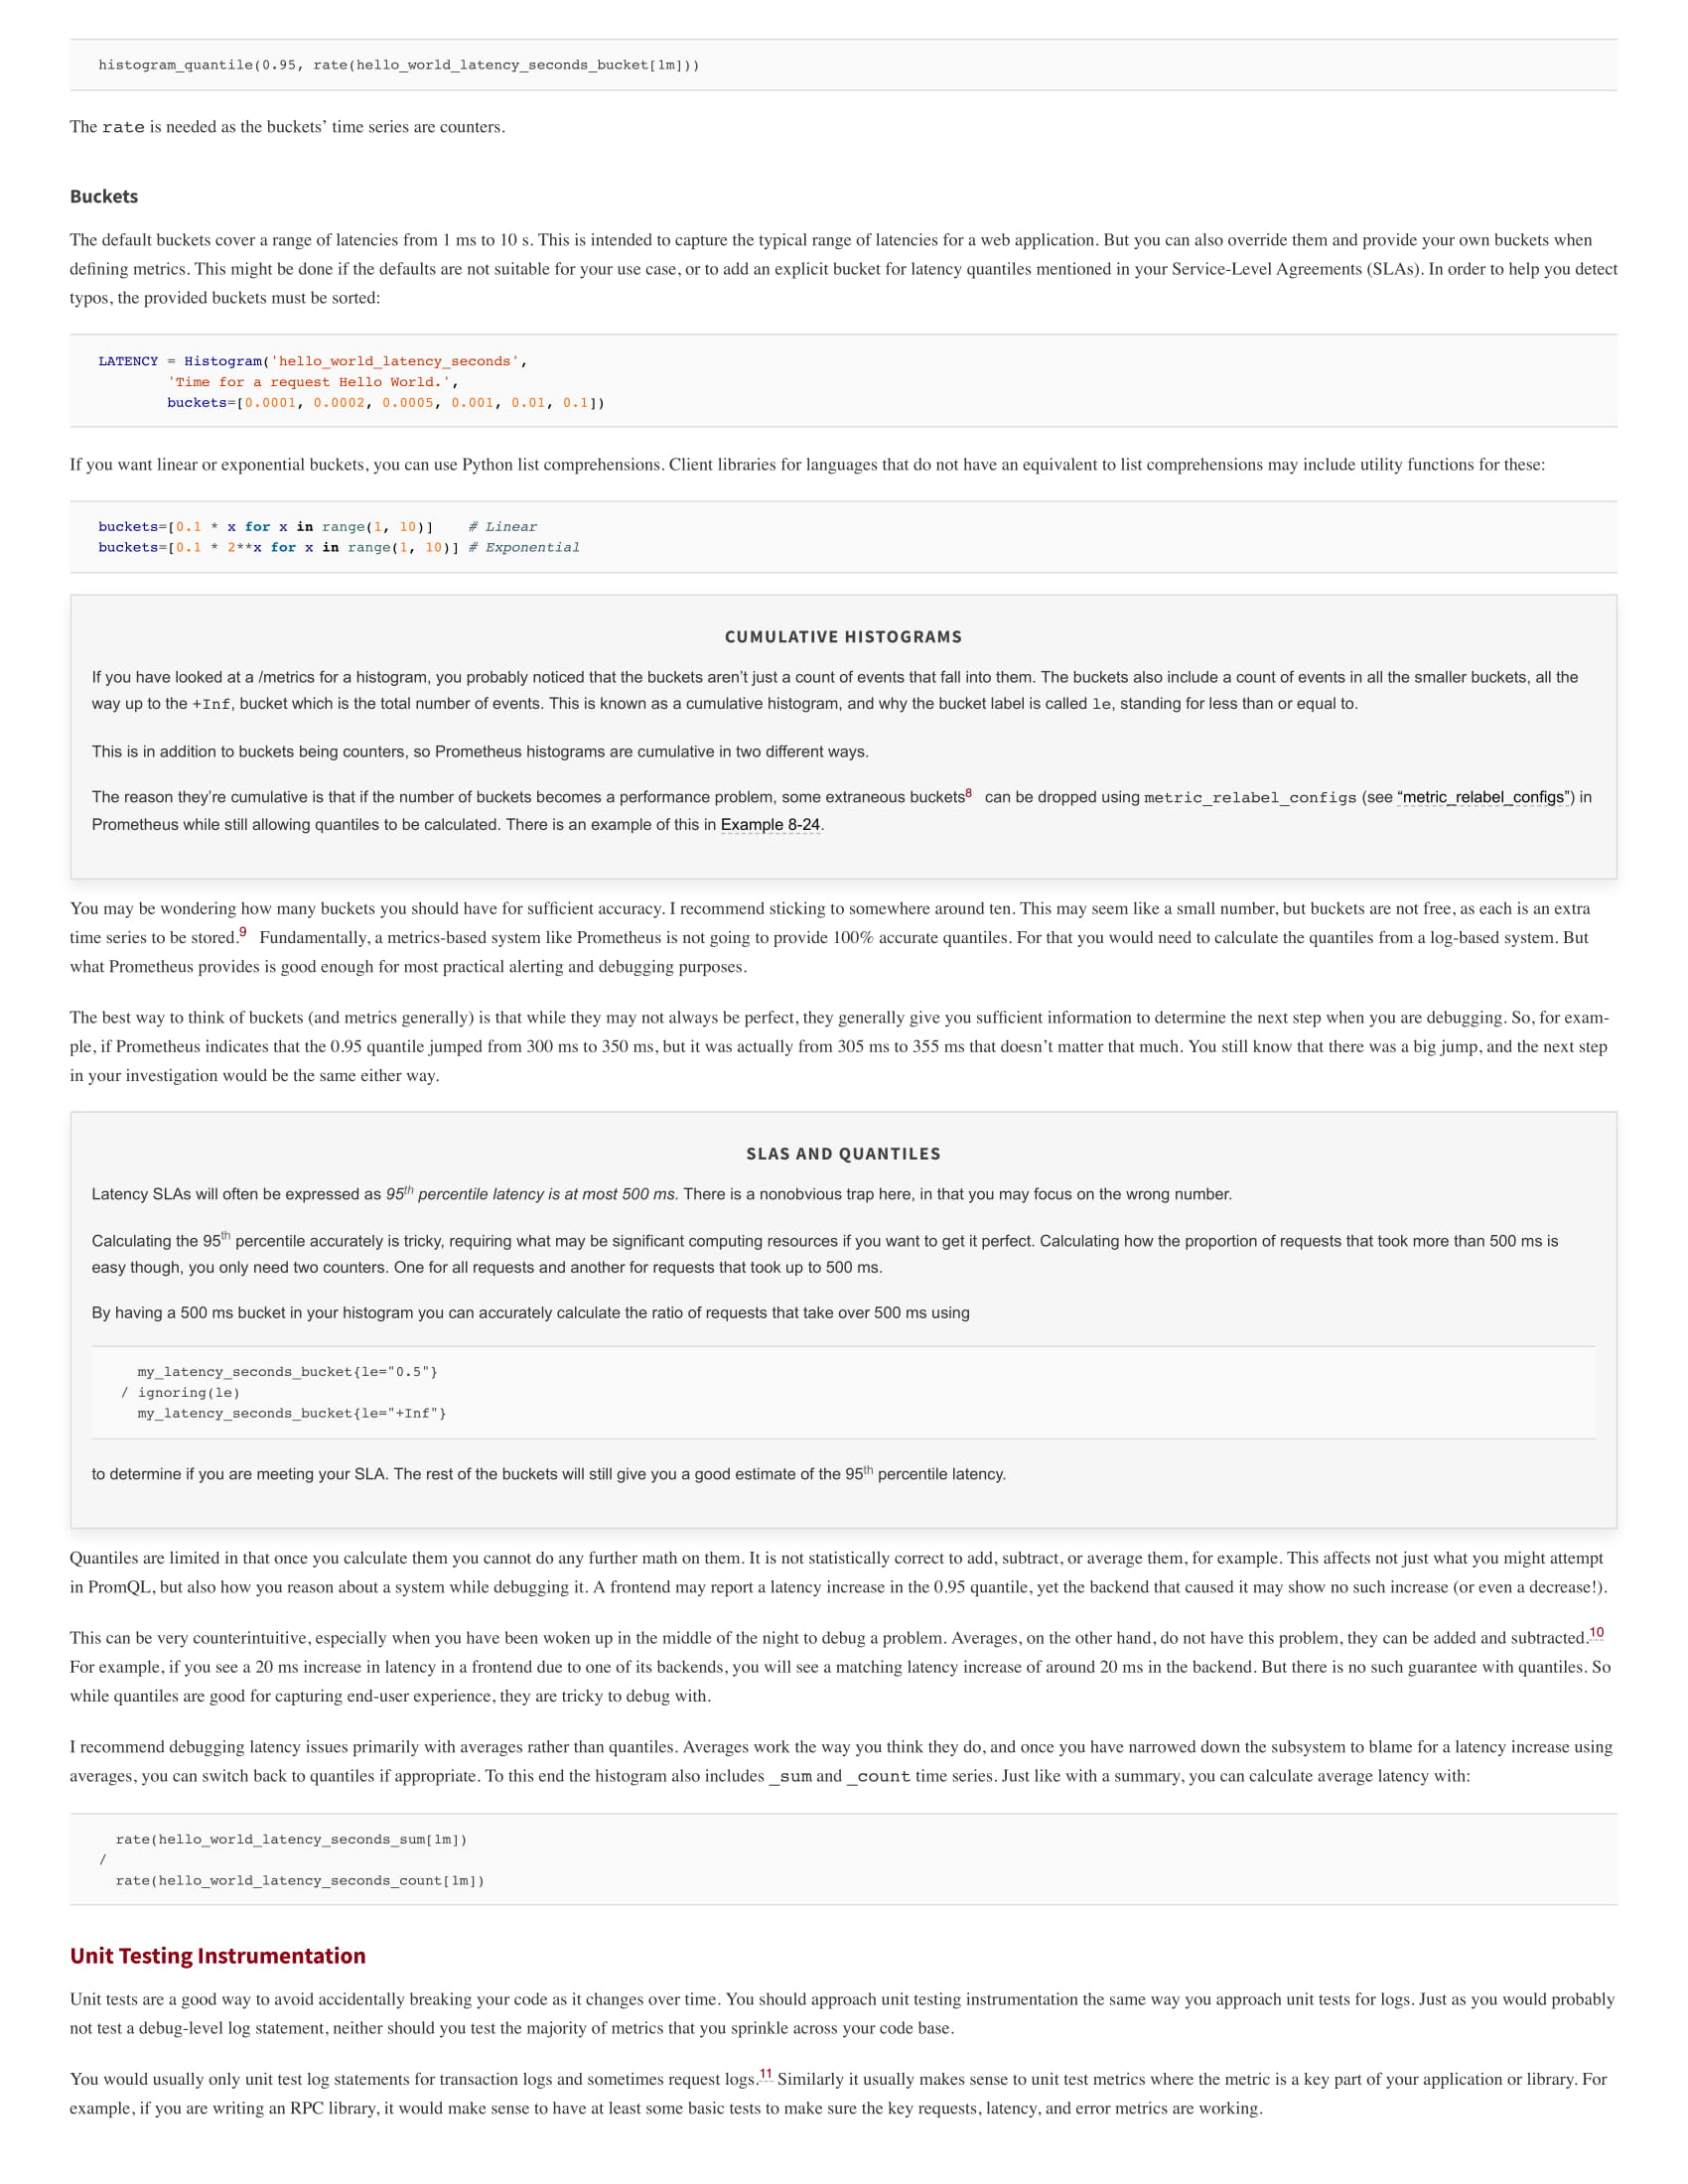 histogram_quantile(0.95, rate(hello_world_latency_seconds_bucket[1m]))
The rate is needed as the buckets’ time series are counters.
Buckets
The default buckets cover a range of latencies from 1 ms to 10 s. This is intended to capture the typical range of latencies for a web application. But you can also override them and provide your own buckets when
defining metrics. This might be done if the defaults are not suitable for your use case, or to add an explicit bucket for latency quantiles mentioned in your Service-Level Agreements (SLAs). In order to help you detect
typos, the provided buckets must be sorted:
LATENCY = Histogram('hello_world_latency_seconds',
        'Time for a request Hello World.',
        buckets=[0.0001, 0.0002, 0.0005, 0.001, 0.01, 0.1])
If you want linear or exponential buckets, you can use Python list comprehensions. Client libraries for languages that do not have an equivalent to list comprehensions may include utility functions for these:
buckets=[0.1 * x for x in range(1, 10)]    # Linear
buckets=[0.1 * 2**x for x in range(1, 10)] # Exponential
CUMULATIVE HISTOGRAMS
If you have looked at a /metrics for a histogram, you probably noticed that the buckets aren’t just a count of events that fall into them. The buckets also include a count of events in all the smaller buckets, all the
way up to the +Inf, bucket which is the total number of events. This is known as a cumulative histogram, and why the bucket label is called le, standing for less than or equal to.
This is in addition to buckets being counters, so Prometheus histograms are cumulative in two different ways.
The reason they’re cumulative is that if the number of buckets becomes a performance problem, some extraneous buckets8 can be dropped using metric_relabel_configs (see “metric_relabel_configs”) in
Prometheus while still allowing quantiles to be calculated. There is an example of this in Example 8-24.
You may be wondering how many buckets you should have for sufficient accuracy. I recommend sticking to somewhere around ten. This may seem like a small number, but buckets are not free, as each is an extra
time series to be stored.9 Fundamentally, a metrics-based system like Prometheus is not going to provide 100% accurate quantiles. For that you would need to calculate the quantiles from a log-based system. But
what Prometheus provides is good enough for most practical alerting and debugging purposes.
The best way to think of buckets (and metrics generally) is that while they may not always be perfect, they generally give you sufficient information to determine the next step when you are debugging. So, for exam-
ple, if Prometheus indicates that the 0.95 quantile jumped from 300 ms to 350 ms, but it was actually from 305 ms to 355 ms that doesn’t matter that much. You still know that there was a big jump, and the next step
in your investigation would be the same either way.
SLAS AND QUANTILES
Latency SLAs will often be expressed as 95th percentile latency is at most 500 ms. There is a nonobvious trap here, in that you may focus on the wrong number.
Calculating the 95th percentile accurately is tricky, requiring what may be significant computing resources if you want to get it perfect. Calculating how the proportion of requests that took more than 500 ms is
easy though, you only need two counters. One for all requests and another for requests that took up to 500 ms.
By having a 500 ms bucket in your histogram you can accurately calculate the ratio of requests that take over 500 ms using
  my_latency_seconds_bucket{le="0.5"}
/ ignoring(le)
  my_latency_seconds_bucket{le="+Inf"}
to determine if you are meeting your SLA. The rest of the buckets will still give you a good estimate of the 95th percentile latency.
Quantiles are limited in that once you calculate them you cannot do any further math on them. It is not statistically correct to add, subtract, or average them, for example. This affects not just what you might attempt
in PromQL, but also how you reason about a system while debugging it. A frontend may report a latency increase in the 0.95 quantile, yet the backend that caused it may show no such increase (or even a decrease!).
This can be very counterintuitive, especially when you have been woken up in the middle of the night to debug a problem. Averages, on the other hand, do not have this problem, they can be added and subtracted.10
For example, if you see a 20 ms increase in latency in a frontend due to one of its backends, you will see a matching latency increase of around 20 ms in the backend. But there is no such guarantee with quantiles. So
while quantiles are good for capturing end-user experience, they are tricky to debug with.
I recommend debugging latency issues primarily with averages rather than quantiles. Averages work the way you think they do, and once you have narrowed down the subsystem to blame for a latency increase using
averages, you can switch back to quantiles if appropriate. To this end the histogram also includes _sum and _count time series. Just like with a summary, you can calculate average latency with:
  rate(hello_world_latency_seconds_sum[1m])
/
  rate(hello_world_latency_seconds_count[1m])
Unit Testing Instrumentation
Unit tests are a good way to avoid accidentally breaking your code as it changes over time. You should approach unit testing instrumentation the same way you approach unit tests for logs. Just as you would probably
not test a debug-level log statement, neither should you test the majority of metrics that you sprinkle across your code base.
You would usually only unit test log statements for transaction logs and sometimes request logs.11 Similarly it usually makes sense to unit test metrics where the metric is a key part of your application or library. For
example, if you are writing an RPC library, it would make sense to have at least some basic tests to make sure the key requests, latency, and error metrics are working.